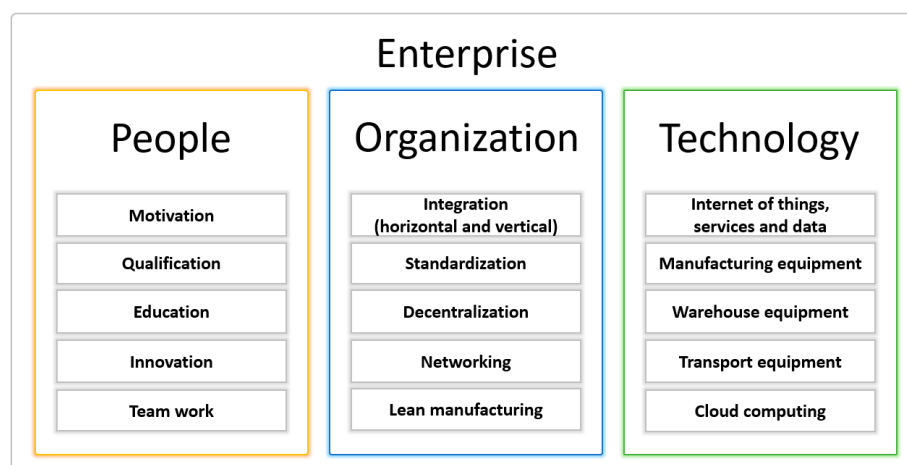 Enterprise
People
Motivation
Qualification
Education
Innovation
Team work
Organization
Integration
(horizontal and vertical)
Standardization
Decentralization
Networking
Lean manufacturing
Technology
Internet of things,
services and data
Manufacturing equipment
Warehouse equipment
Transport equipment
Cloud computing